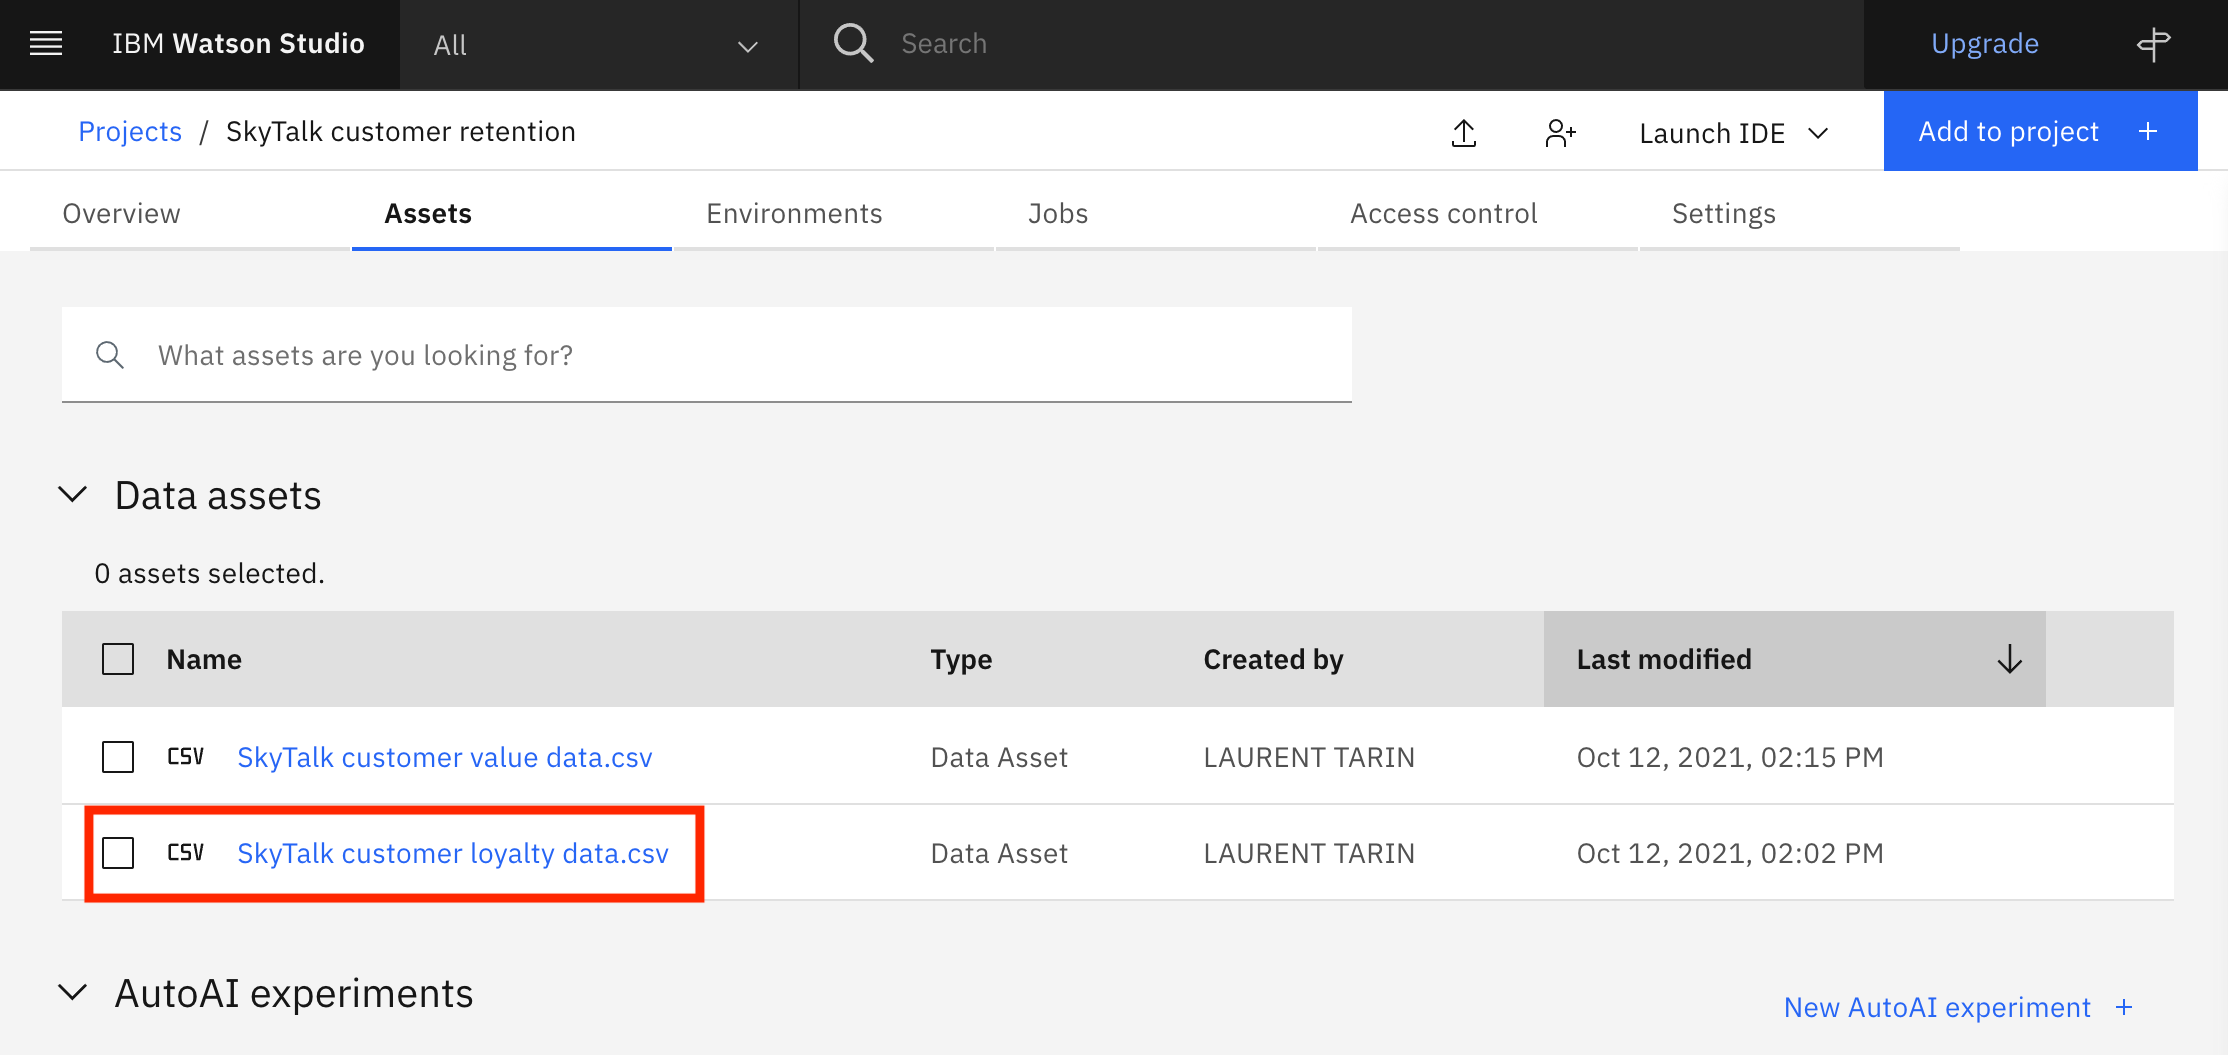 IBM Watson Studio All Search Upgrade
Projects / SkyTalk customer retention Launch IDE Add to project +
Overview Assets Environments Jobs Access control Settings
What assets are you looking for?
Data assets
0 assets selected.
Name Type Created by Last modified
CSV SkyTalk customer value data.csv Data Asset LAURENT TARIN Oct 12, 2021, 02:15 PM
CSV SkyTalk customer loyalty data.csv Data Asset LAURENT TARIN Oct 12, 2021, 02:02 PM
AutoAI experiments
New AutoAI experiment +